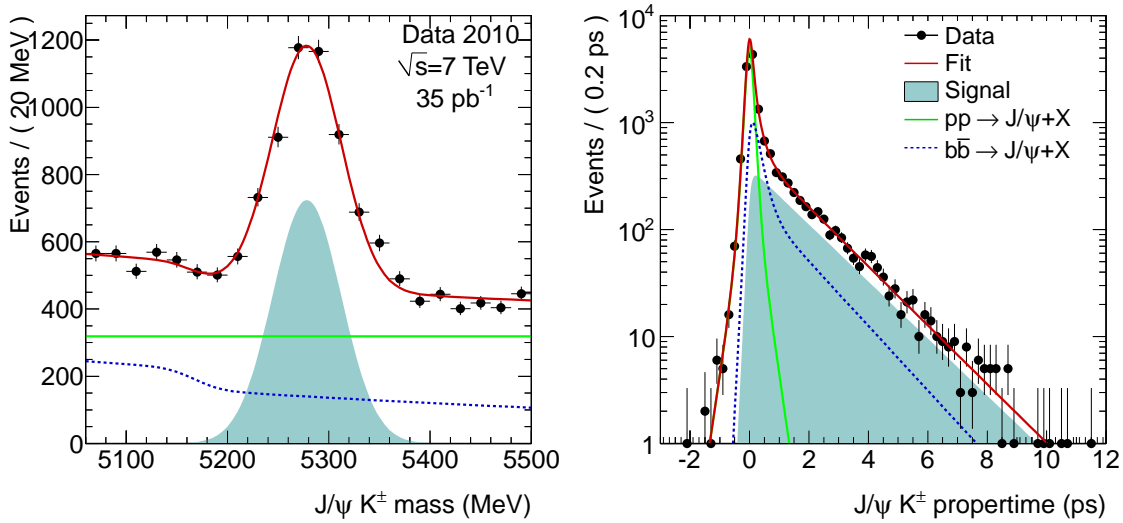 Events / ( 20 MeV )
1200
1000
800
600
400
200
0
Data 2010
√s=7 TeV
35 pb⁻¹
5100 5200 5300 5400 5500
J/ψ K± mass (MeV)
Events / ( 0.2 ps )
10⁴
10³
10²
10
1
Data
Fit
Signal
pp → J/ψ+X
bb̄ → J/ψ+X
-2 0 2 4 6 8 10 12
J/ψ K± propertime (ps)